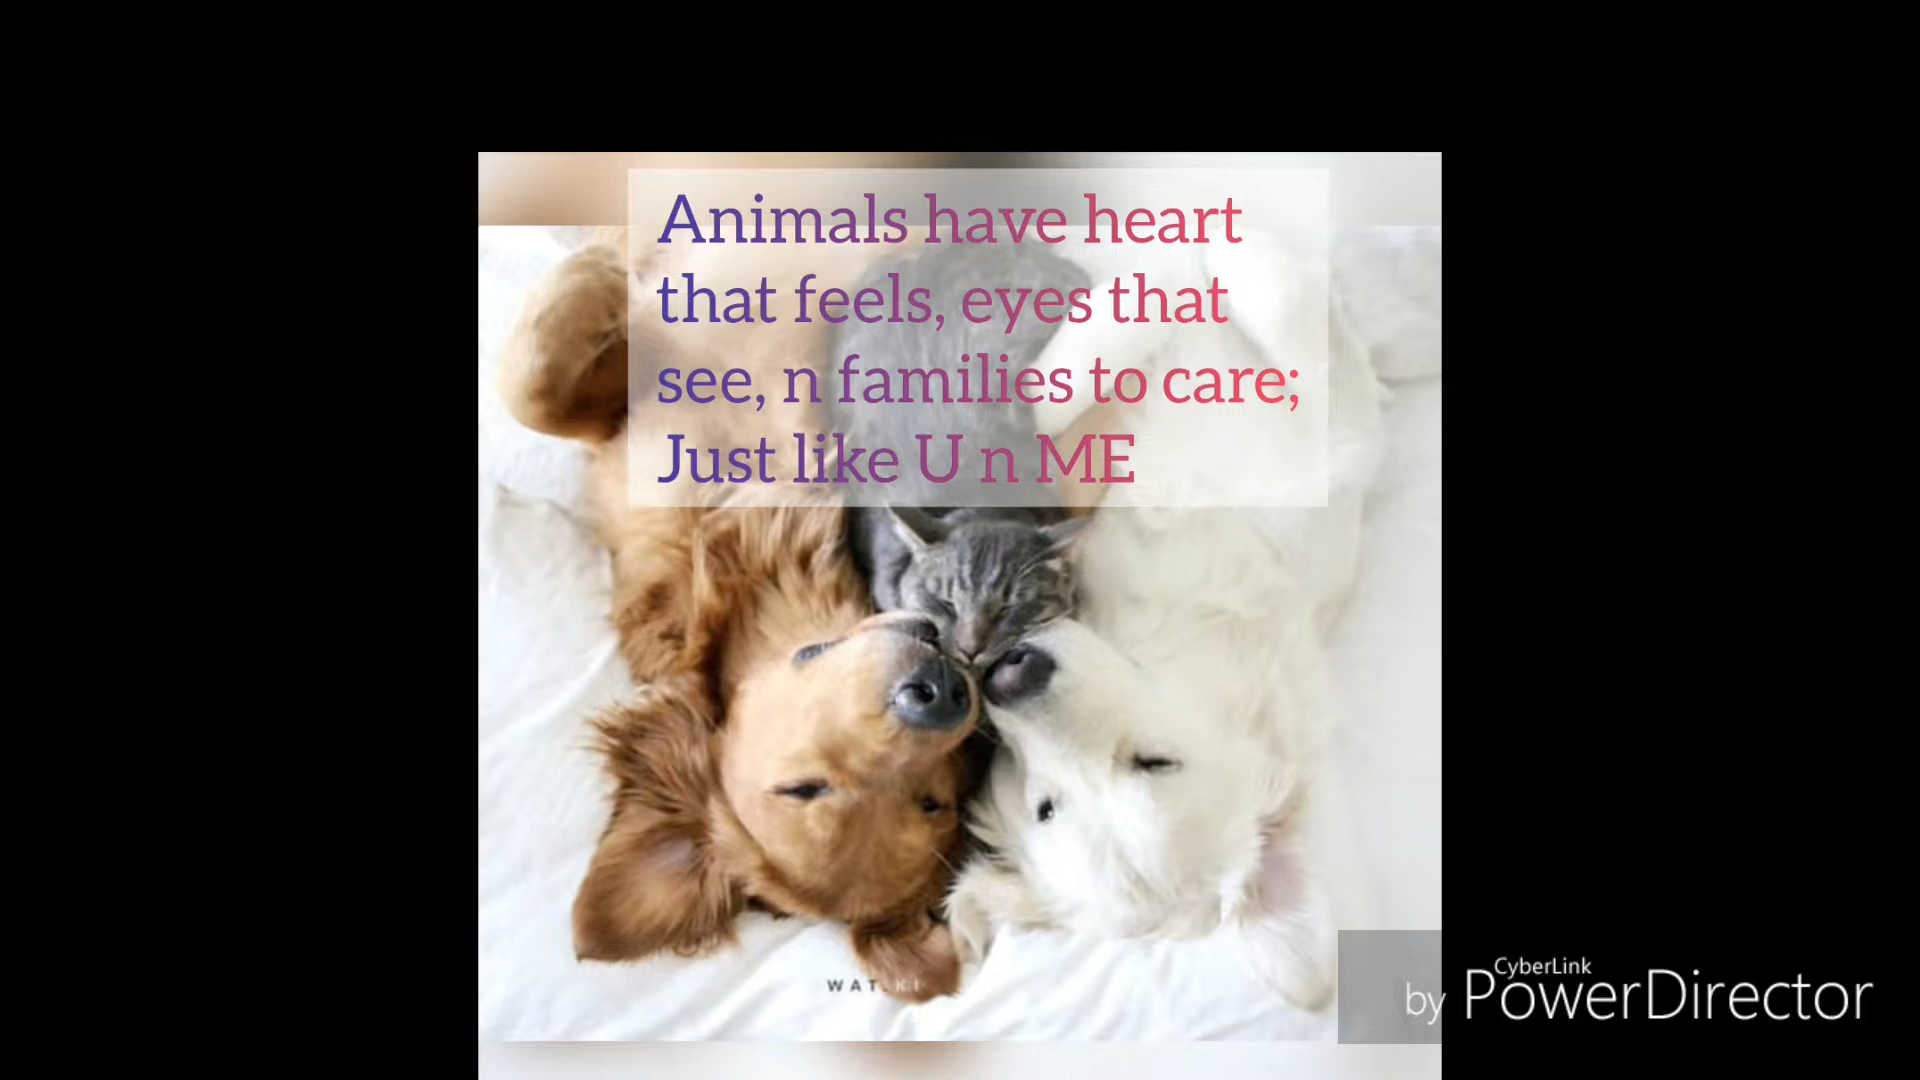 Animals have heart
that feels, eyes that
see, n families to care;
Just like U n ME
CyberLink
by PowerDirector